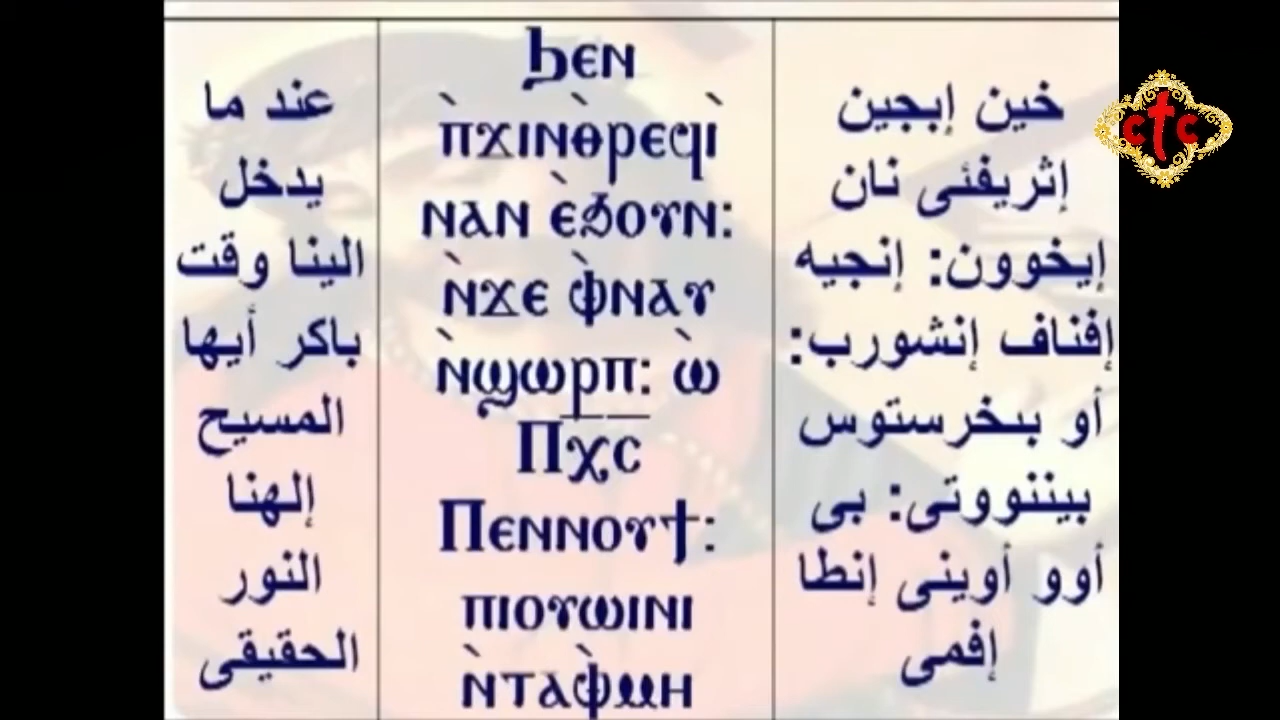 عند ما
يدخل
الينا وقت
باكر أيها
المسيح
إلهنا
النور
الحقيقى
Ϧⲉⲛ
ⲡ̀ϫⲓⲛⲑ̀ⲣⲉϥⲓ̀
ⲛⲁⲛ ⲉ̀ϧⲟⲩⲛ:
ⲛ̀ϫⲉ ⲫ̀ⲛⲁⲩ
ⲛ̀ϣⲱⲣⲡ: ⲱ̀
Ⲡⲭ̅ⲥ̅
Ⲡⲉⲛⲛⲟⲩϯ:
ⲡⲓⲟⲩⲱⲓⲛⲓ
ⲛ̀ⲧⲁⲫ̀ⲙⲏ
خين إبجين
إثريفئى نان
إيخوون: إنجيه
إفناف إنشورب:
أو بخرستوس
بيننووتى: بى
أوو أوينى إنطا
إفمى
ctc